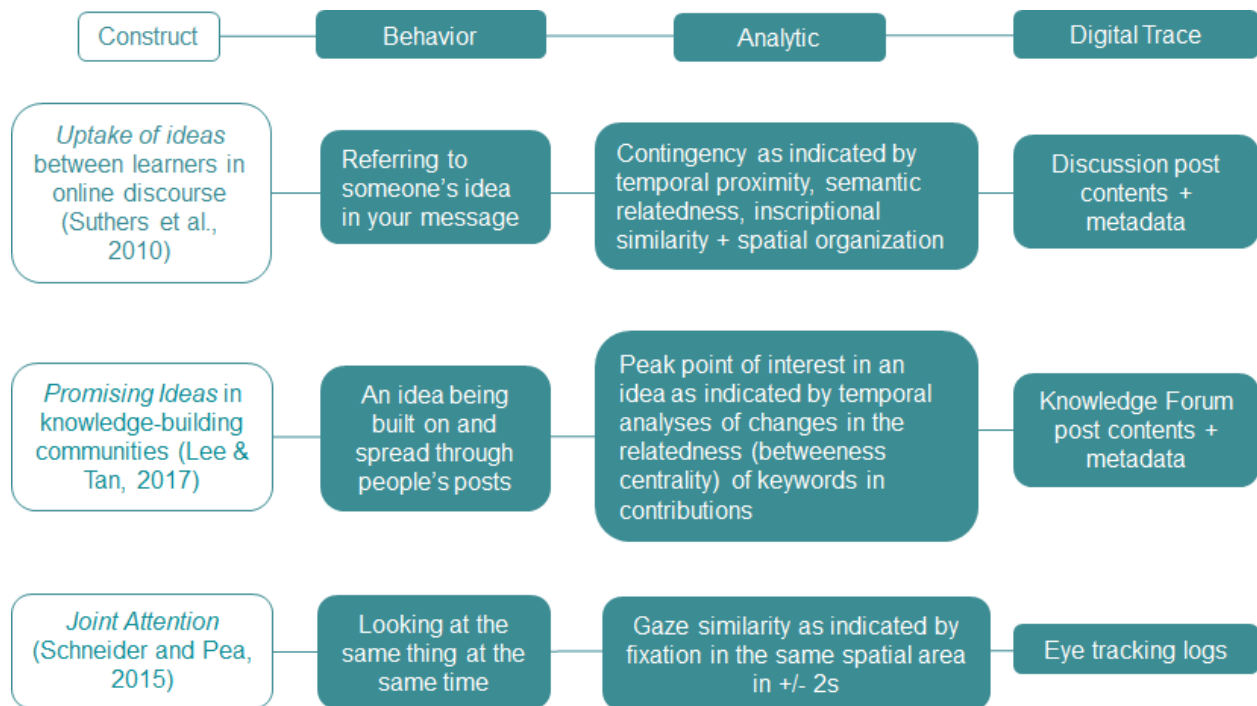 Construct
Behavior
Analytic
Digital Trace
Uptake of ideas
between learners in
online discourse
(Suthers et al.,
2010)
Referring to
someone’s idea
in your message
Contingency as indicated by
temporal proximity, semantic
relatedness, inscriptional
similarity + spatial organization
Discussion post
contents +
metadata
Promising Ideas in
knowledge-building
communities (Lee &
Tan, 2017)
An idea being
built on and
spread through
people’s posts
Peak point of interest in an
idea as indicated by temporal
analyses of changes in the
relatedness (betweeness
centrality) of keywords in
contributions
Knowledge Forum
post contents +
metadata
Joint Attention
(Schneider and Pea,
2015)
Looking at the
same thing at the
same time
Gaze similarity as indicated by
fixation in the same spatial area
in +/- 2s
Eye tracking logs